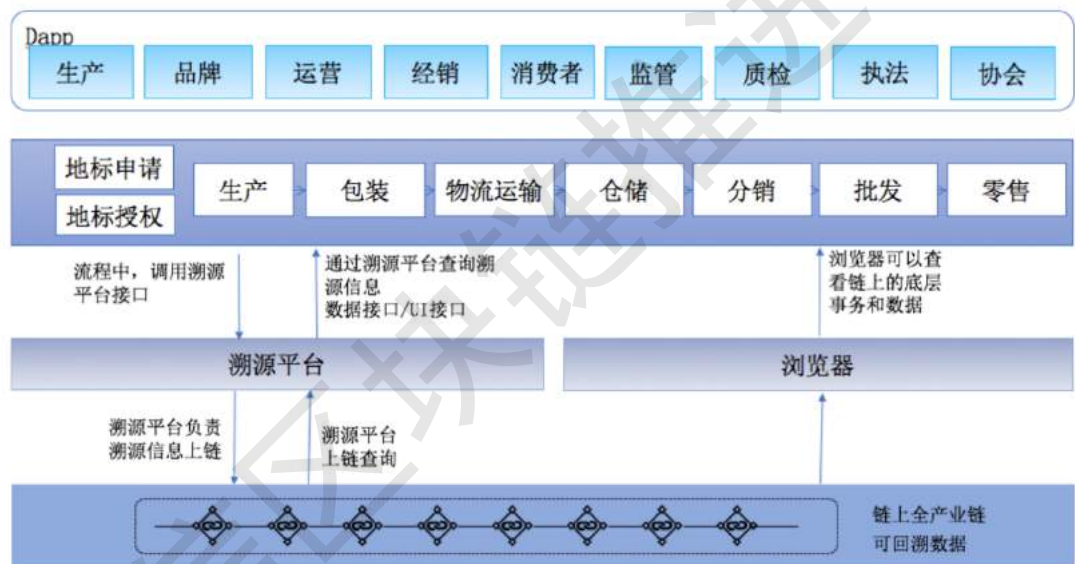 Dapp
生产 品牌 运营 经销 消费者 监管 质检 执法 协会
地标申请
地标授权
生产 包装 物流运输 仓储 分销 批发 零售
流程中，调用溯源
平台接口
通过溯源平台查询溯
源信息
数据接口/UI接口
浏览器可以查
看链上的底层
事务和数据
溯源平台
浏览器
溯源平台负责
溯源信息上链
溯源平台
上链查询
链上全产业链
可回溯数据
信区块链推进